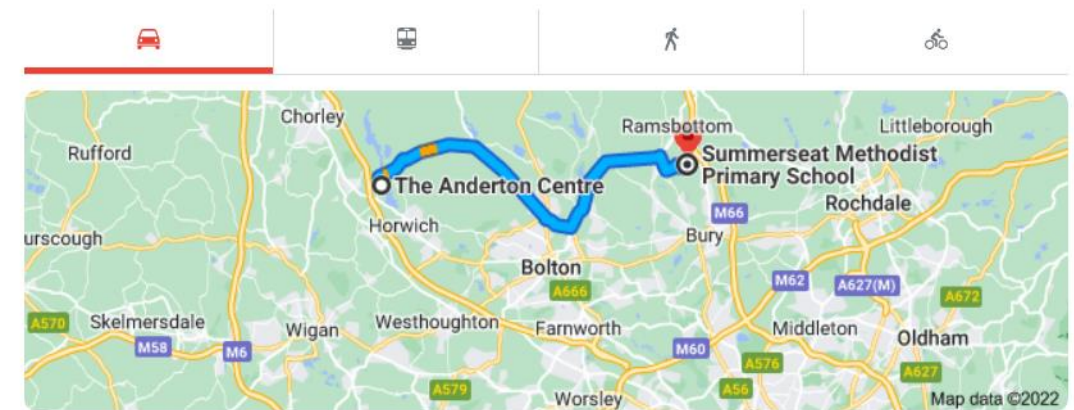 Chorley
Ramsbottom
Littleborough
Rufford
Summerseat Methodist
Primary School
The Anderton Centre
Rochdale
M66
Horwich
urscough
Bury
Bolton
M62
A627(M)
A666
A672
A570
Skelmersdale
Wigan
Westhoughton
Farnworth
Middleton
Oldham
M58
M6
M60
A576
A627
A579
A56
Worsley
Map data ©2022